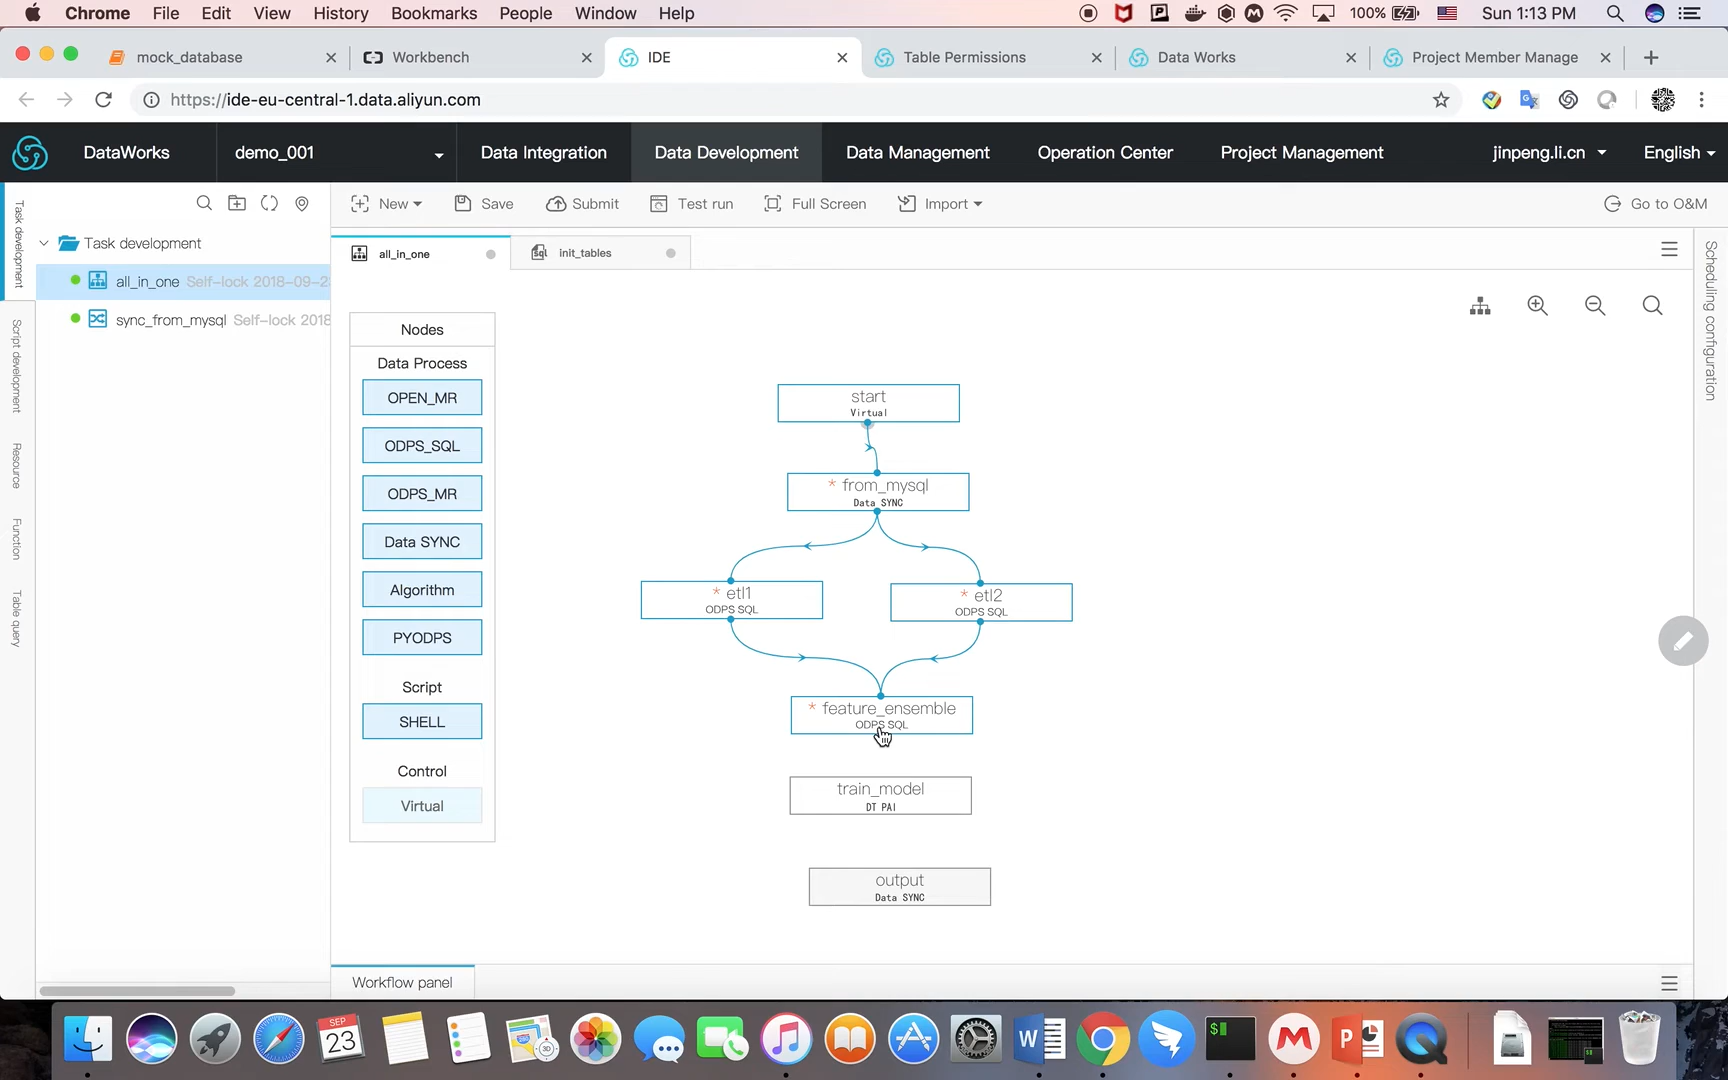 Chrome File Edit View History Bookmarks People Window Help
100% Sun 1:13 PM
mock_database
Workbench
IDE
Table Permissions
Data Works
Project Member Manage
https://ide-eu-central-1.data.aliyun.com
DataWorks
demo_001
Data Integration
Data Development
Data Management
Operation Center
Project Management
jinpeng.li.cn
English
New
Save
Submit
Test run
Full Screen
Import
Go to O&M
Task development
Script development
Resource
Function
Table query
Task development
all_in_one Self-lock 2018-09-2
sync_from_mysql Self-lock 2018
all_in_one
sql init_tables
Scheduling configuration
Nodes
Data Process
OPEN_MR
ODPS_SQL
ODPS_MR
Data SYNC
Algorithm
PYODPS
Script
SHELL
Control
Virtual
start
Virtual
* from_mysql
Data SYNC
* etl1
ODPS SQL
* etl2
ODPS SQL
* feature_ensemble
ODPS SQL
train_model
DT PAI
output
Data SYNC
Workflow panel
SEP
23
3D